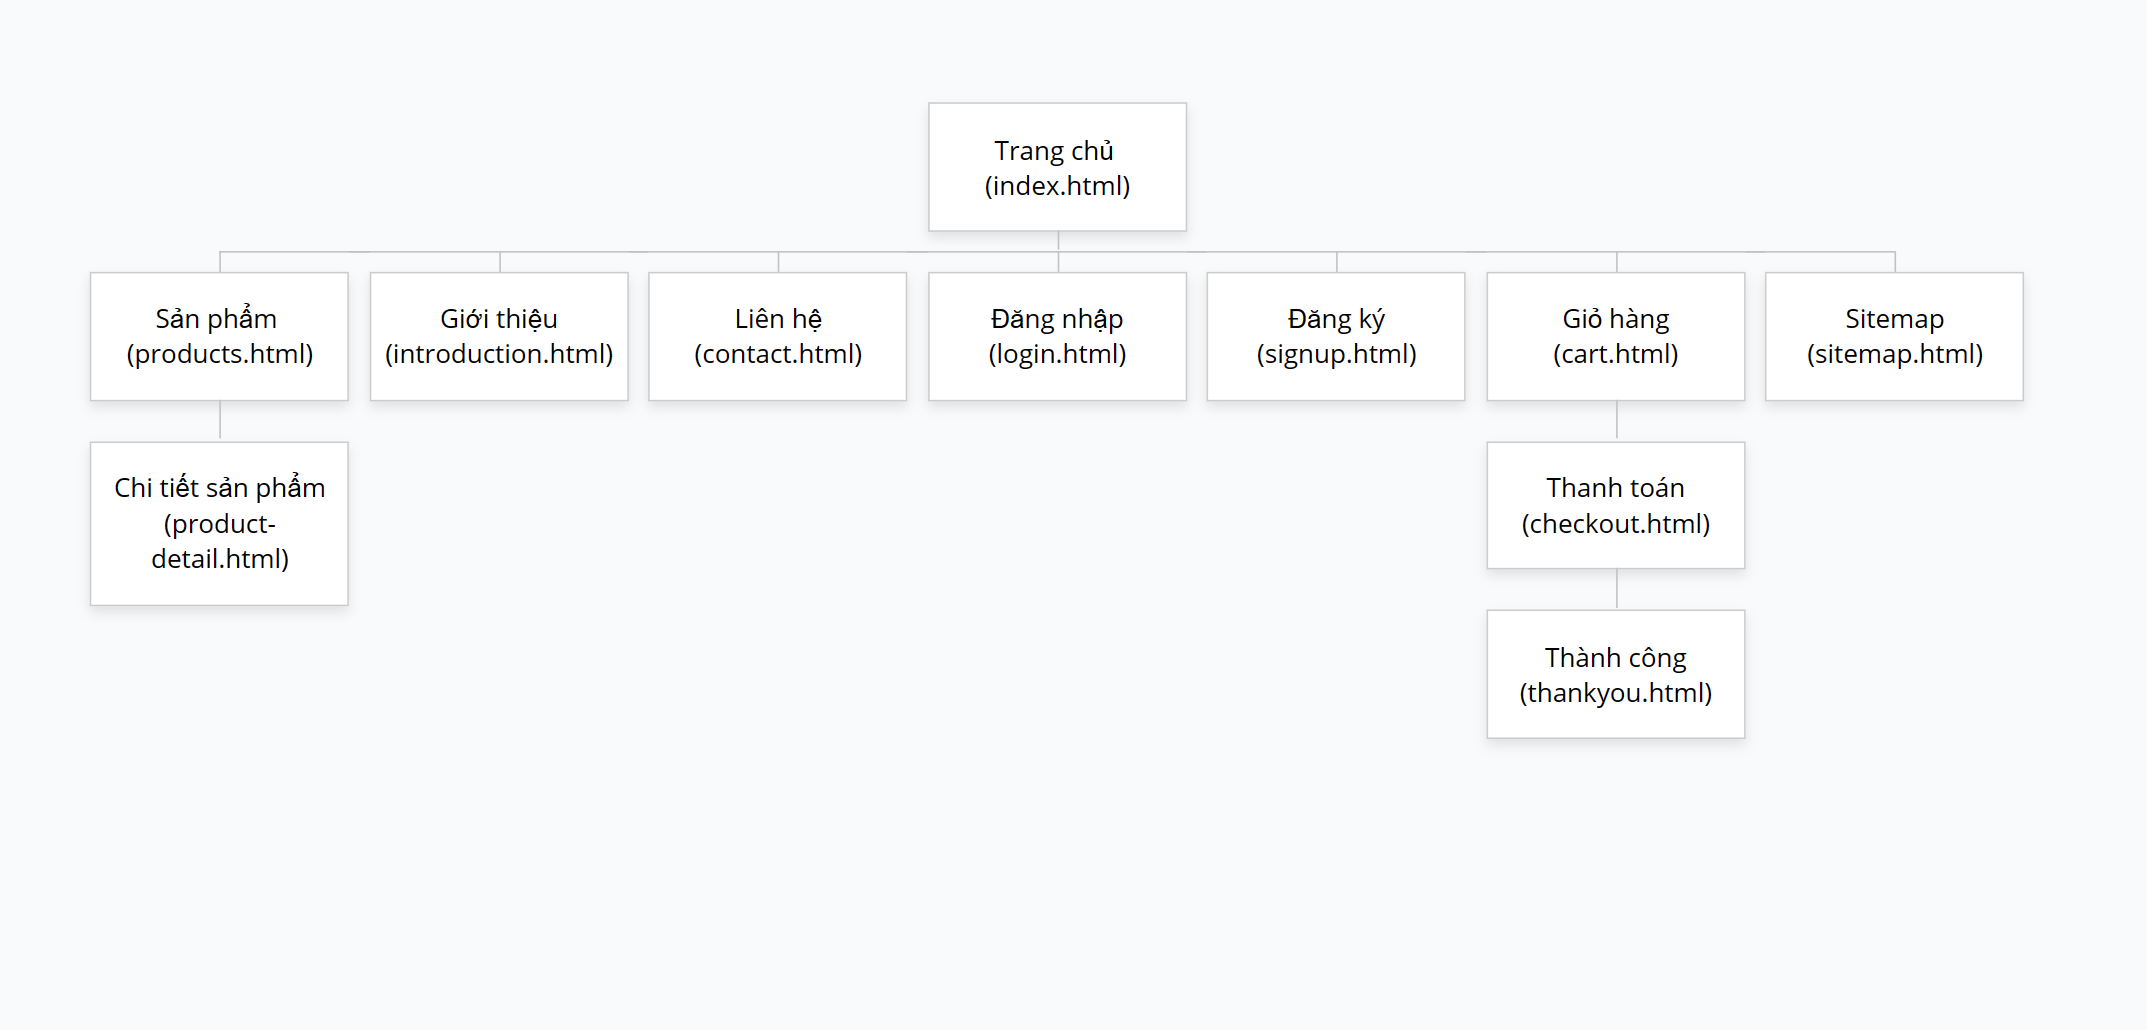 Trang chủ
(index.html)
Sản phẩm
(products.html)
Giới thiệu
(introduction.html)
Liên hệ
(contact.html)
Đăng nhập
(login.html)
Đăng ký
(signup.html)
Giỏ hàng
(cart.html)
Sitemap
(sitemap.html)
Chi tiết sản phẩm
(product-
detail.html)
Thanh toán
(checkout.html)
Thành công
(thankyou.html)